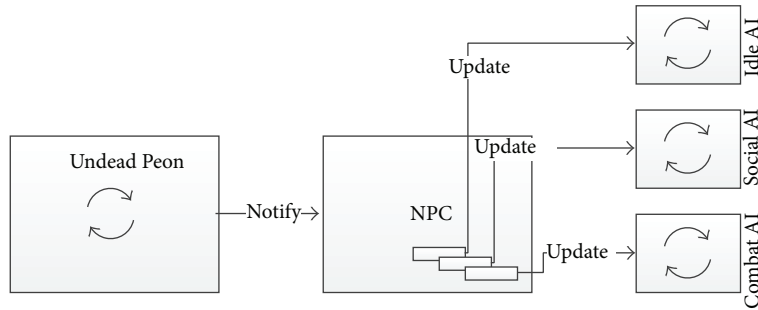 Update
Idle AI
Undead Peon
Update
Social AI
Notify
NPC
Update
Combat AI